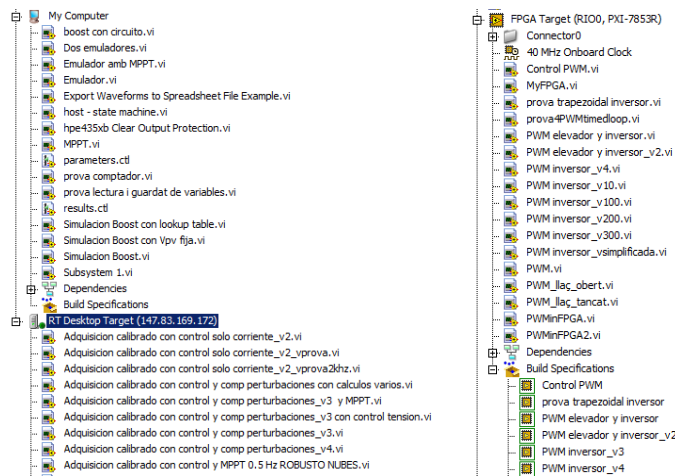 My Computer
boost con circuito.vi
Dos emuladores.vi
Emulador amb MPPT.vi
Emulador.vi
Export Waveforms to Spreadsheet File Example.vi
host - state machine.vi
hpe435xb Clear Output Protection.vi
MPPT.vi
parameters.ctl
prova comptador.vi
prova lectura i guardat de variables.vi
results.ctl
Simulacion Boost con lookup table.vi
Simulacion Boost con Vpv fija.vi
Simulacion Boost.vi
Subsystem 1.vi
Dependencies
Build Specifications
RT Desktop Target (147.83.169.172)
Adquisicion calibrado con control solo corriente_v2.vi
Adquisicion calibrado con control solo corriente_v2_vprova.vi
Adquisicion calibrado con control solo corriente_v2_vprova2khz.vi
Adquisicion calibrado con control y comp perturbaciones con calculos varios.vi
Adquisicion calibrado con control y comp perturbaciones_v3 y MPPT.vi
Adquisicion calibrado con control y comp perturbaciones_v3 con control tension.vi
Adquisicion calibrado con control y comp perturbaciones_v3.vi
Adquisicion calibrado con control y comp perturbaciones_v4.vi
Adquisicion calibrado con control y MPPT 0.5 Hz ROBUSTO NUBES.vi
FPGA Target (RIO0, PXI-7853R)
Connector0
40 MHz Onboard Clock
Control PWM.vi
MyFPGA.vi
prova trapezoidal inversor.vi
prova4PWMtimedloop.vi
PWM elevador y inversor.vi
PWM elevador y inversor_v2.vi
PWM inversor_v4.vi
PWM inversor_v10.vi
PWM inversor_v100.vi
PWM inversor_v200.vi
PWM inversor_v300.vi
PWM inversor_vsimplificada.vi
PWM.vi
PWM_llaç_obert.vi
PWM_llaç_tancat.vi
PWMinFPGA.vi
PWMinFPGA2.vi
Dependencies
Build Specifications
Control PWM
prova trapezoidal inversor
PWM elevador y inversor
PWM elevador y inversor_v2
PWM inversor_v3
PWM inversor_v4